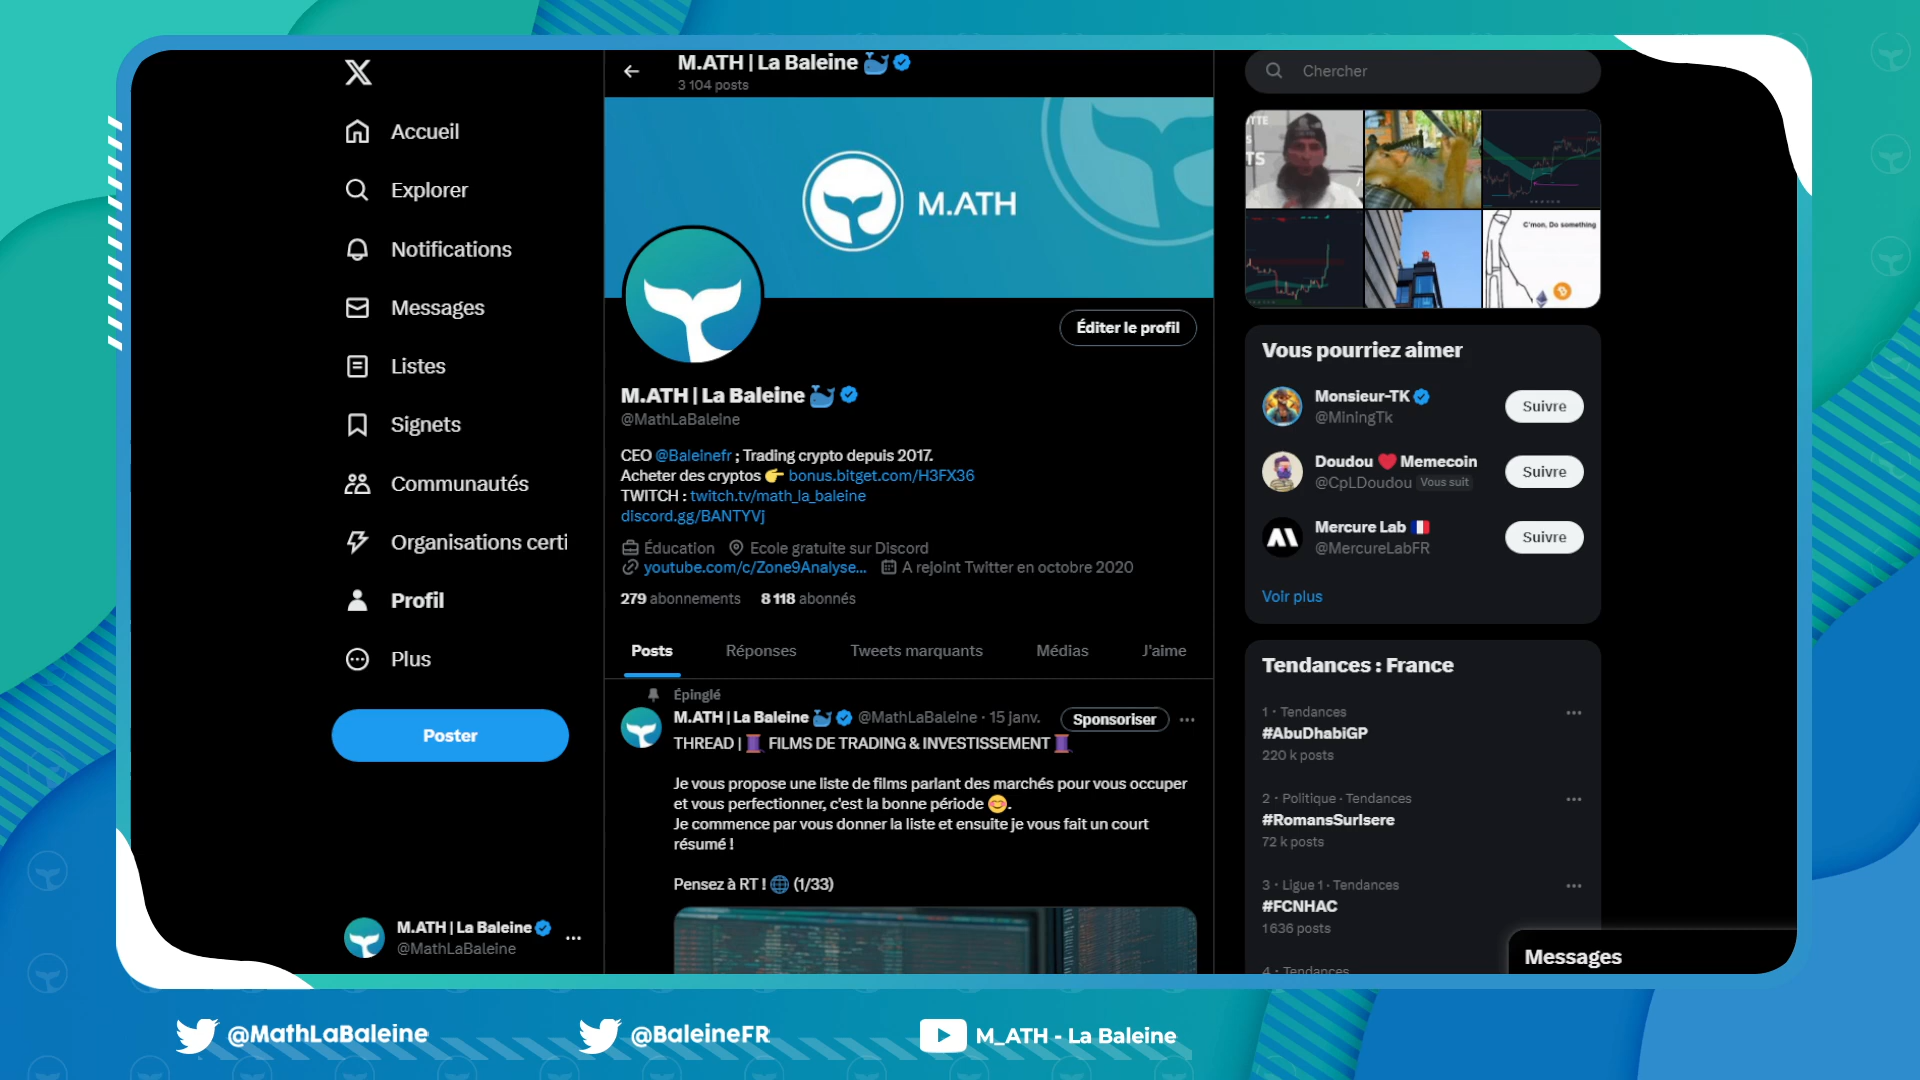 Accueil
Explorer
Notifications
Messages
Listes
Signets
Communautés
Organisations certi
Profil
Plus
Poster
M.ATH | La Baleine
@MathLaBaleine
M.ATH | La Baleine
3 104 posts
M.ATH
Éditer le profil
M.ATH | La Baleine
@MathLaBaleine
CEO @Baleinefr ; Trading crypto depuis 2017.
Acheter des cryptos 👉 bonus.bitget.com/H3FX36
TWITCH : twitch.tv/math_la_baleine
discord.gg/BANTYVj
Éducation Ecole gratuite sur Discord
youtube.com/c/Zone9Analyse... A rejoint Twitter en octobre 2020
279 abonnements 8 118 abonnés
Posts Réponses Tweets marquants Médias J'aime
Épinglé
M.ATH | La Baleine @MathLaBaleine · 15 janv. Sponsoriser
THREAD | 🧵 FILMS DE TRADING & INVESTISSEMENT 🧵
Je vous propose une liste de films parlant des marchés pour vous occuper
et vous perfectionner, c'est la bonne période 😊.
Je commence par vous donner la liste et ensuite je vous fait un court
résumé !
Pensez à RT ! 🌐 (1/33)
Chercher
C'mon, Do something
Vous pourriez aimer
Monsieur-TK
@MiningTk
Suivre
Doudou ❤️ Memecoin
@CpLDoudou Vous suit
Suivre
Mercure Lab 🇫🇷
@MercureLabFR
Suivre
Voir plus
Tendances : France
1 · Tendances
#AbuDhabiGP
220 k posts
2 · Politique · Tendances
#RomansSurIsere
72 k posts
3 · Ligue 1 · Tendances
#FCNHAC
1 636 posts
4 · Tendances
Messages
@MathLaBaleine
@BaleineFR
M_ATH - La Baleine